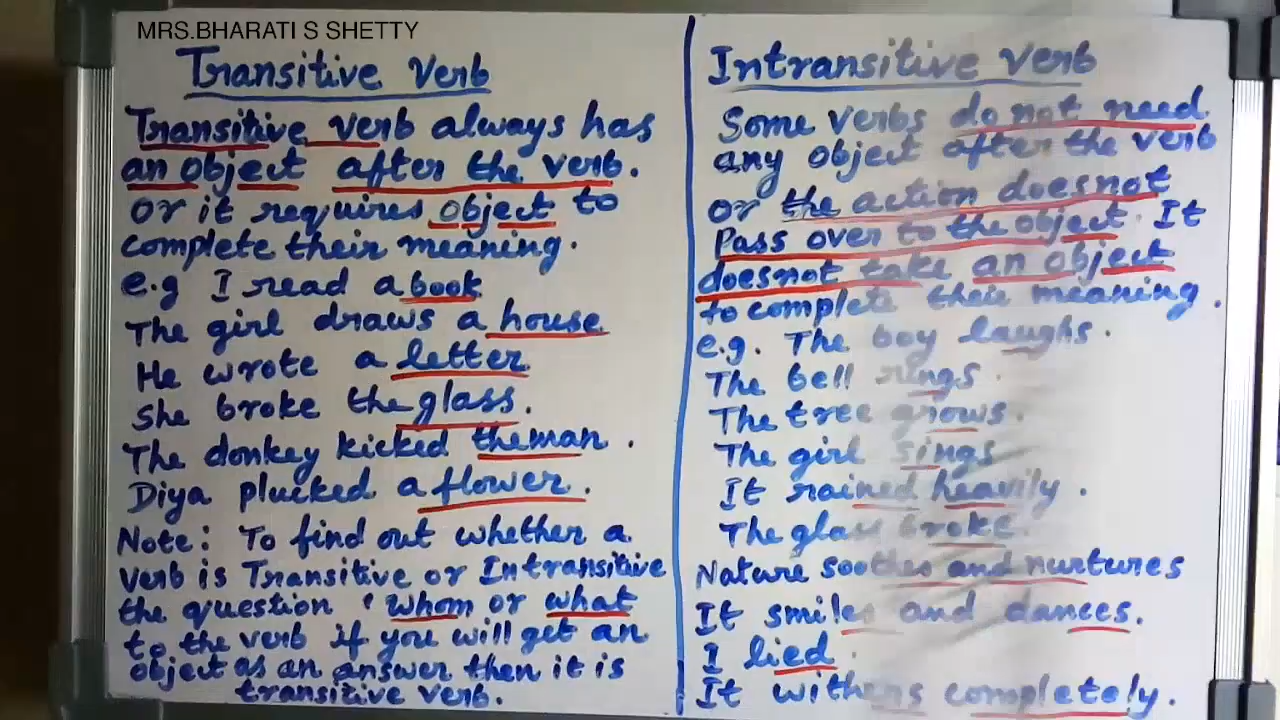 MRS.BHARATI S SHETTY
Transitive Verb
Transitive verb always has
an object after the verb.
Or it requires object to
complete their meaning.
e.g I read a book
The girl draws a house
He wrote a letter
She broke the glass.
The donkey kicked the man.
Diya plucked a flower.
Note: To find out whether a
verb is Transitive or Intransitive
the question 'whom or what
to the verb if you will get an
object as an answer then it is
transitive verb.
Intransitive Verb
Some verbs do not need
any object after the verb
Or the action does not
Pass over to the object. It
does not take an object
to complete their meaning.
e.g. The boy laughs.
The bell rings.
The tree grows.
The girl sings
It rained heavily.
The glass broke.
Nature soothes and nurtures
It smiles and dances.
I lied.
It withers completely.